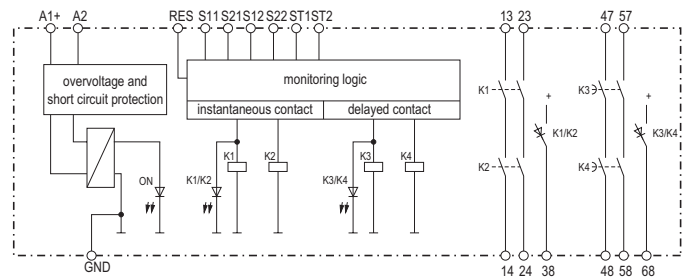 A1+ A2 RES S11 S21 S12 S22 ST1 ST2 13 23 47 57
overvoltage and
short circuit protection
monitoring logic
instantaneous contact delayed contact
K1 K3
+ +
K1/K2 K3/K4
K1 K2 K3 K4
ON K1/K2 K3/K4
K2 K4
GND
14 24 38 48 58 68